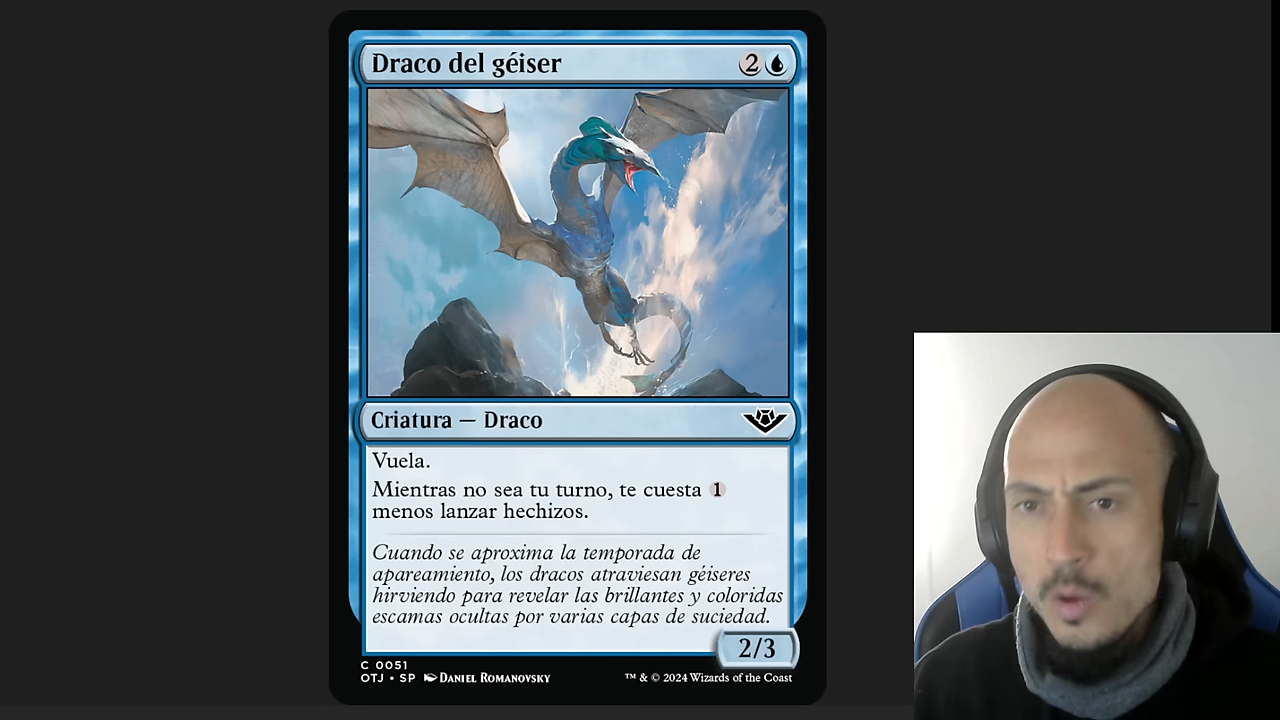 Draco del géiser 2
Criatura — Draco
Vuela.
Mientras no sea tu turno, te cuesta 1
menos lanzar hechizos.
Cuando se aproxima la temporada de
apareamiento, los dracos atraviesan géiseres
hirviendo para revelar las brillantes y coloridas
escamas ocultas por varias capas de suciedad.
2/3
C 0051
OTJ • SP Daniel Romanovsky
™ & © 2024 Wizards of the Coast